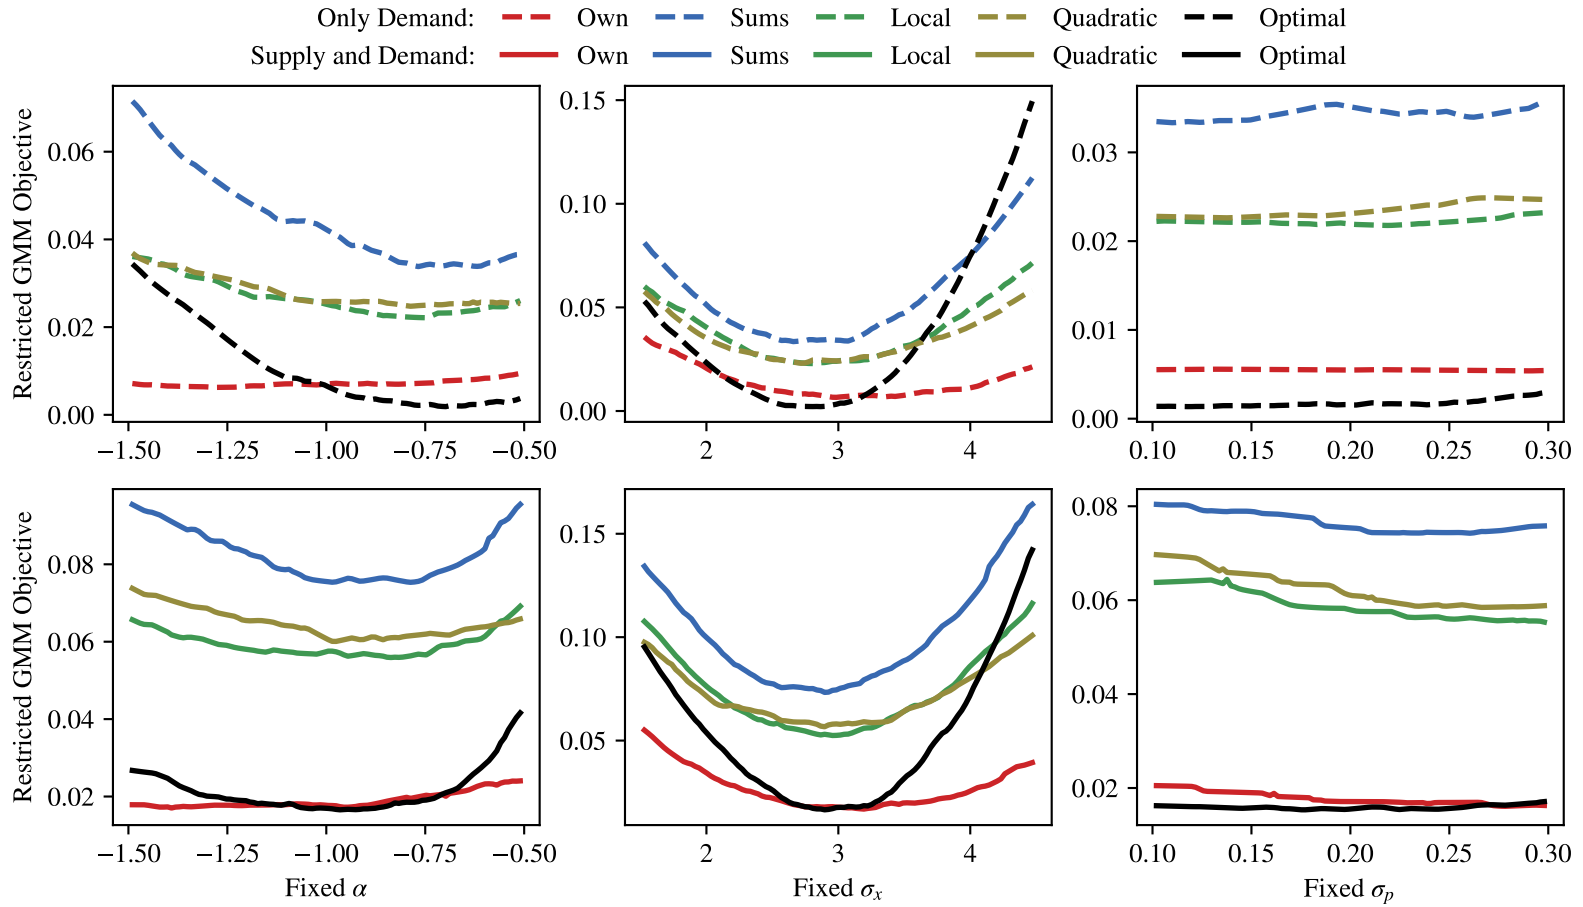 Only Demand: Own Sums Local Quadratic Optimal
Supply and Demand: Own Sums Local Quadratic Optimal
Restricted GMM Objective
0.06
0.04
0.02
0.00
−1.50 −1.25 −1.00 −0.75 −0.50
0.15
0.10
0.05
0.00
2 3 4
0.03
0.02
0.01
0.00
0.10 0.15 0.20 0.25 0.30
Restricted GMM Objective
0.08
0.06
0.04
0.02
−1.50 −1.25 −1.00 −0.75 −0.50
Fixed α
0.15
0.10
0.05
2 3 4
Fixed σₓ
0.08
0.06
0.04
0.02
0.10 0.15 0.20 0.25 0.30
Fixed σₚ